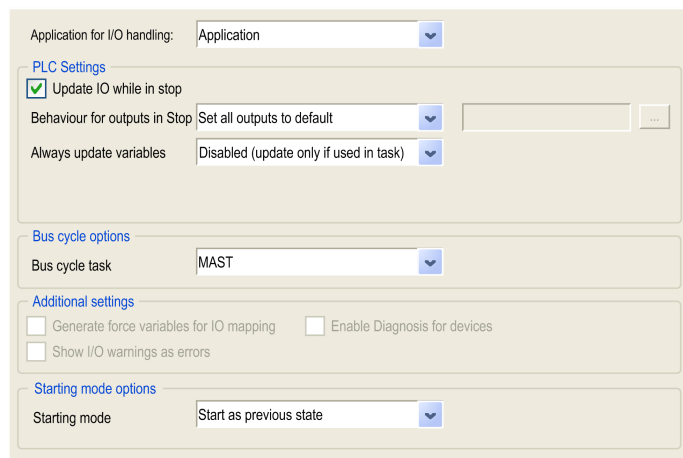 Application for I/O handling: Application
PLC Settings
Update IO while in stop
Behaviour for outputs in Stop Set all outputs to default ...
Always update variables Disabled (update only if used in task)
Bus cycle options
Bus cycle task MAST
Additional settings
Generate force variables for IO mapping Enable Diagnosis for devices
Show I/O warnings as errors
Starting mode options
Starting mode Start as previous state